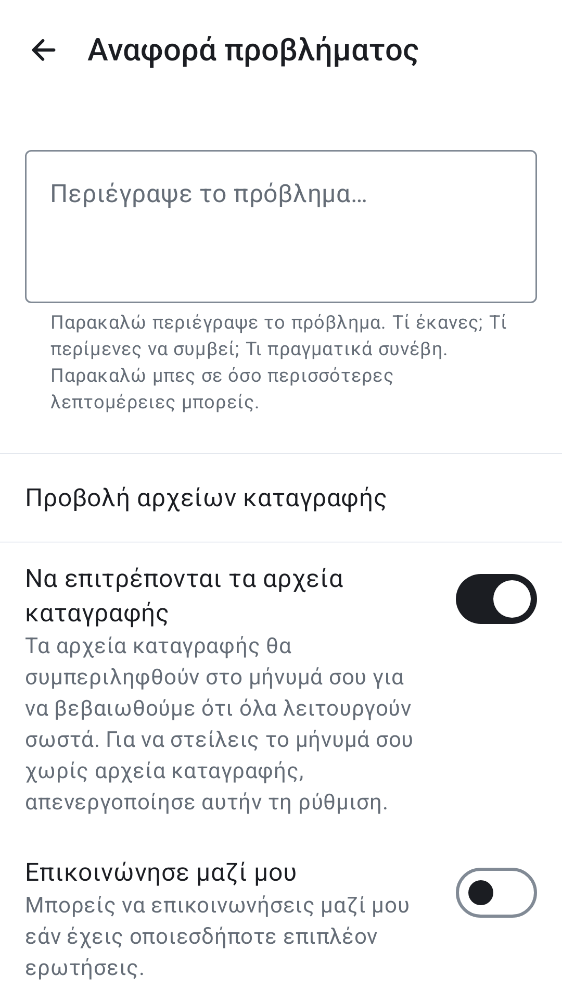 Αναφορά προβλήματος
Περιέγραψε το πρόβλημα…
Παρακαλώ περιέγραψε το πρόβλημα. Τί έκανες; Τί
περίμενες να συμβεί; Τι πραγματικά συνέβη.
Παρακαλώ μπες σε όσο περισσότερες
λεπτομέρειες μπορείς.
Προβολή αρχείων καταγραφής
Να επιτρέπονται τα αρχεία
καταγραφής
Τα αρχεία καταγραφής θα
συμπεριληφθούν στο μήνυμά σου για
να βεβαιωθούμε ότι όλα λειτουργούν
σωστά. Για να στείλεις το μήνυμά σου
χωρίς αρχεία καταγραφής,
απενεργοποίησε αυτήν τη ρύθμιση.
Επικοινώνησε μαζί μου
Μπορείς να επικοινωνήσεις μαζί μου
εάν έχεις οποιεσδήποτε επιπλέον
ερωτήσεις.